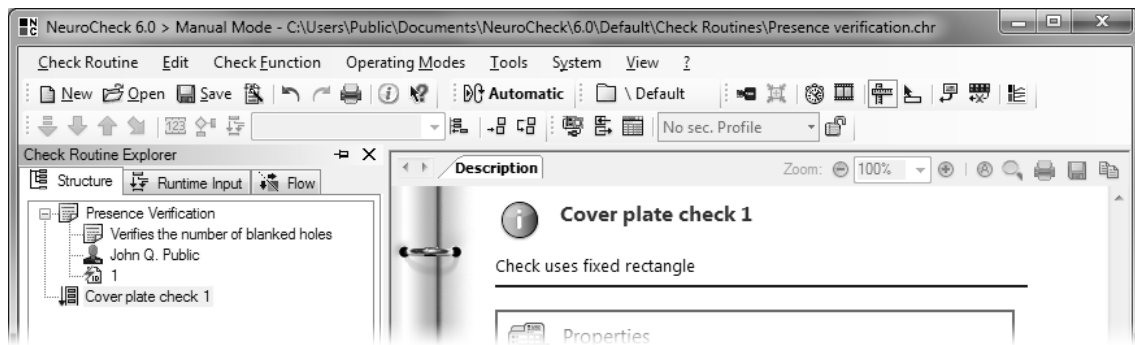 NeuroCheck 6.0 > Manual Mode - C:\Users\Public\Documents\NeuroCheck\6.0\Default\Check Routines\Presence verification.chr
Check Routine Edit Check Function Operating Modes Tools System View ?
New Open Save Automatic \ Default
123 No sec. Profile
Check Routine Explorer
Structure Runtime Input Flow
Presence Verification
Verifies the number of blanked holes
John Q. Public
ID 1
Cover plate check 1
Description Zoom: 100%
Cover plate check 1
Check uses fixed rectangle
Properties